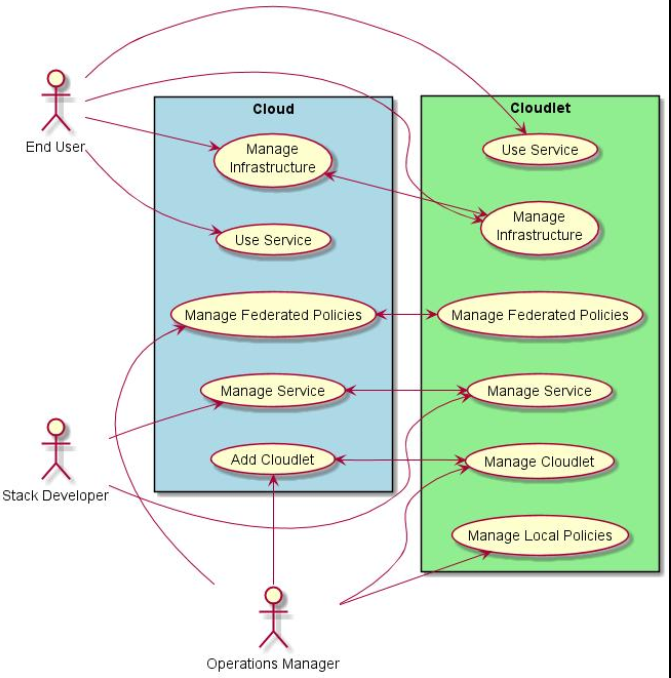 Cloud
Cloudlet
End User
Manage
Infrastructure
Use Service
Use Service
Manage
Infrastructure
Manage Federated Policies
Manage Federated Policies
Manage Service
Manage Service
Stack Developer
Add Cloudlet
Manage Cloudlet
Manage Local Policies
Operations Manager